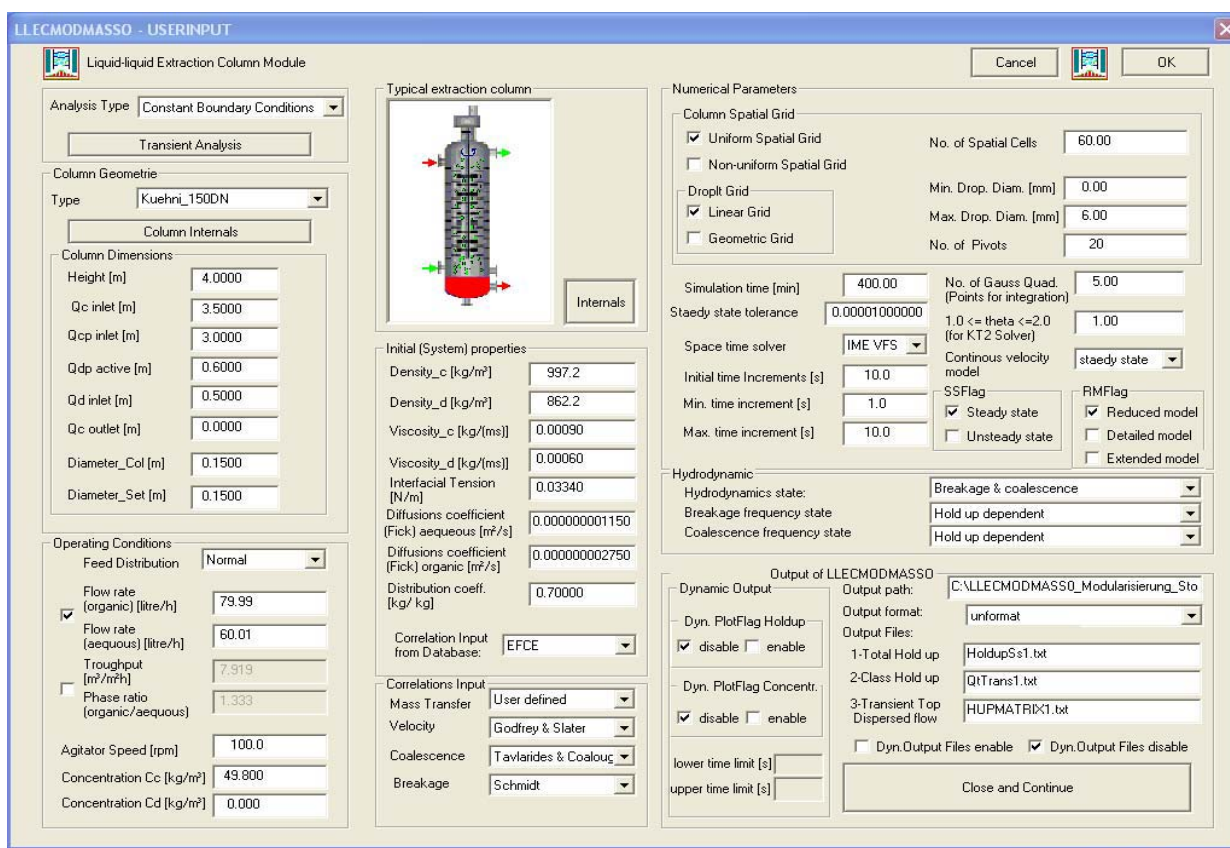 LLECMODMASSO - USERINPUT
Liquid-liquid Extraction Column Module
Cancel
OK
Analysis Type Constant Boundary Conditions
Transient Analysis
Column Geometrie
Type Kuehni_150DN
Column Internals
Column Dimensions
Height [m] 4.0000
Qc inlet [m] 3.5000
Qcp inlet [m] 3.0000
Qdp active [m] 0.6000
Qd inlet [m] 0.5000
Qc outlet [m] 0.0000
Diameter_Col [m] 0.1500
Diameter_Set [m] 0.1500
Operating Conditions
Feed Distribution Normal
Flow rate
(organic) [litre/h] 79.99
Flow rate
(aequous) [litre/h] 60.01
Troughput
[m³/m²h] 7.919
Phase ratio
(organic/aequous) 1.333
Agitator Speed [rpm] 100.0
Concentration Cc [kg/m³] 49.800
Concentration Cd [kg/m³] 0.000
Typical extraction column
Internals
Initial (System) properties
Density_c [kg/m³] 997.2
Density_d [kg/m³] 862.2
Viscosity_c [kg/(ms)] 0.00090
Viscosity_d [kg/(ms)] 0.00060
Interfacial Tension
[N/m] 0.03340
Diffusions coefficient
(Fick) aequeous [m²/s] 0.000000001150
Diffusions coefficient
(Fick) organic [m²/s] 0.000000002750
Distribution coeff.
[kg/ kg] 0.70000
Correlation Input
from Database: EFCE
Correlations Input
Mass Transfer User defined
Velocity Godfrey & Slater
Coalescence Tavlarides & Coaloug
Breakage Schmidt
Numerical Parameters
Column Spatial Grid
Uniform Spatial Grid
Non-uniform Spatial Grid
No. of Spatial Cells 60.00
Droplt Grid
Linear Grid
Geometric Grid
Min. Drop. Diam. [mm] 0.00
Max. Drop. Diam. [mm] 6.00
No. of Pivots 20
Simulation time [min] 400.00
Staedy state tolerance 0.00001000000
Space time solver IME VFS
Initial time Increments [s] 10.0
Min. time increment [s] 1.0
Max. time increment [s] 10.0
No. of Gauss Quad.
(Points for integration) 5.00
1.0 <= theta <=2.0
(for KT2 Solver) 1.00
Continous velocity
model staedy state
SSFlag
Steady state
Unsteady state
RMFlag
Reduced model
Detailed model
Extended model
Hydrodynamic
Hydrodynamics state: Breakage & coalescence
Breakage frequency state Hold up dependent
Coalescence frequency state Hold up dependent
Output of LLECMODMASSO
Dynamic Output
Dyn. PlotFlag Holdup
disable enable
Dyn. PlotFlag Concentr.
disable enable
lower time limit [s]
upper time limit [s]
Output path: C:\LLECMODMASS0_Modularisierung_Sto
Output format: unformat
Output Files:
1-Total Hold up HoldupSs1.txt
2-Class Hold up QtTrans1.txt
3-Transient Top
Dispersed flow HUPMATRIX1.txt
Dyn.Output Files enable Dyn.Output Files disable
Close and Continue